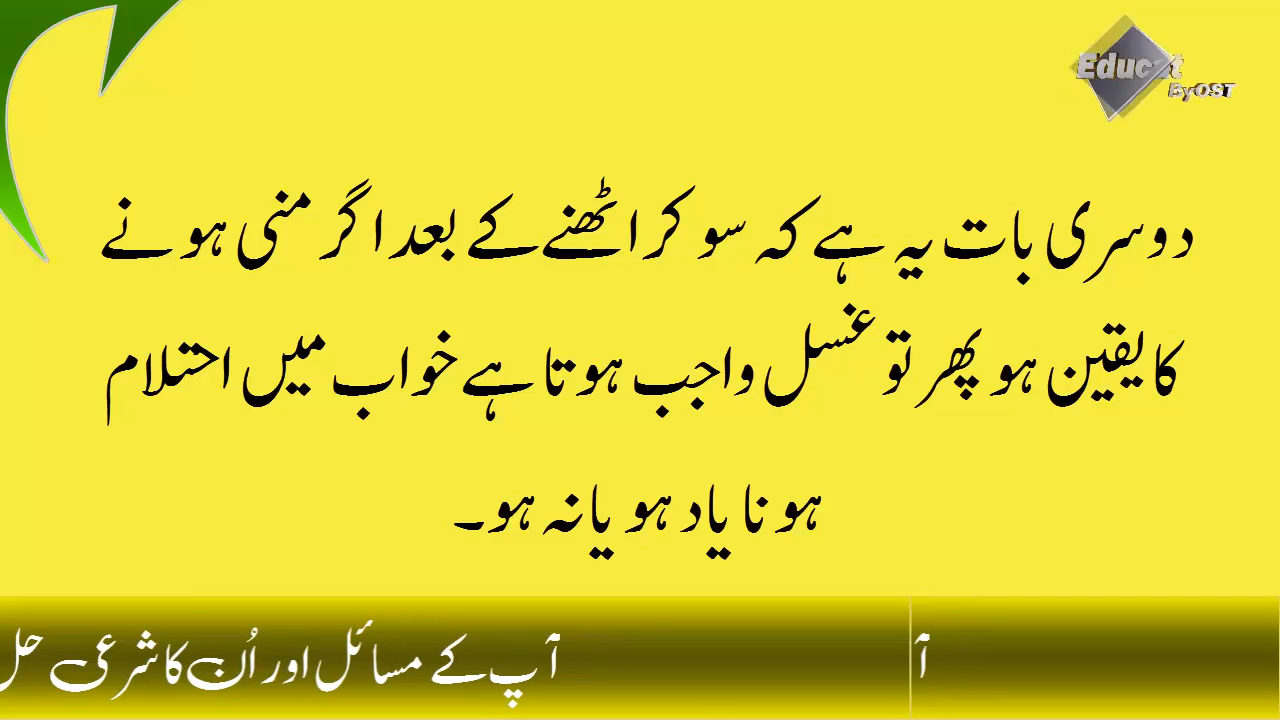 Educat
ByOST
دوسری بات یہ ہے کہ سو کر اٹھنے کے بعد اگر منی ہونے
کا یقین ہو پھر تو غسل واجب ہوتا ہے خواب میں احتلام
ہونا یاد ہو یا نہ ہو۔
آپ کے مسائل اور اُن کا شرعی حل
آ